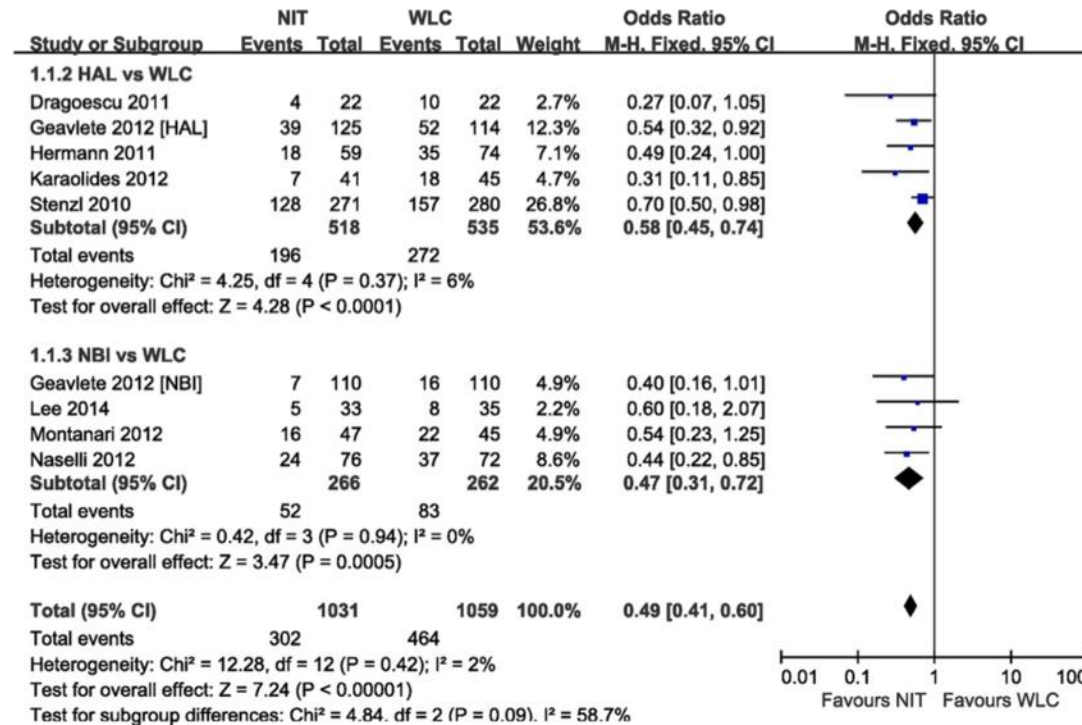 NIT WLC Odds Ratio Odds Ratio
Study or Subgroup Events Total Events Total Weight M-H. Fixed. 95% CI M-H. Fixed. 95% CI
1.1.2 HAL vs WLC
Dragoescu 2011 4 22 10 22 2.7% 0.27 [0.07, 1.05]
Geavlete 2012 [HAL] 39 125 52 114 12.3% 0.54 [0.32, 0.92]
Hermann 2011 18 59 35 74 7.1% 0.49 [0.24, 1.00]
Karaolides 2012 7 41 18 45 4.7% 0.31 [0.11, 0.85]
Stenzl 2010 128 271 157 280 26.8% 0.70 [0.50, 0.98]
Subtotal (95% CI) 518 535 53.6% 0.58 [0.45, 0.74]
Total events 196 272
Heterogeneity: Chi² = 4.25, df = 4 (P = 0.37); I² = 6%
Test for overall effect: Z = 4.28 (P < 0.0001)
1.1.3 NBI vs WLC
Geavlete 2012 [NBI] 7 110 16 110 4.9% 0.40 [0.16, 1.01]
Lee 2014 5 33 8 35 2.2% 0.60 [0.18, 2.07]
Montanari 2012 16 47 22 45 4.9% 0.54 [0.23, 1.25]
Naselli 2012 24 76 37 72 8.6% 0.44 [0.22, 0.85]
Subtotal (95% CI) 266 262 20.5% 0.47 [0.31, 0.72]
Total events 52 83
Heterogeneity: Chi² = 0.42, df = 3 (P = 0.94); I² = 0%
Test for overall effect: Z = 3.47 (P = 0.0005)
Total (95% CI) 1031 1059 100.0% 0.49 [0.41, 0.60]
Total events 302 464
Heterogeneity: Chi² = 12.28, df = 12 (P = 0.42); I² = 2%
Test for overall effect: Z = 7.24 (P < 0.00001)
Test for subgroup differences: Chi² = 4.84. df = 2 (P = 0.09). I² = 58.7%
0.01 0.1 1 10 100
Favours NIT Favours WLC